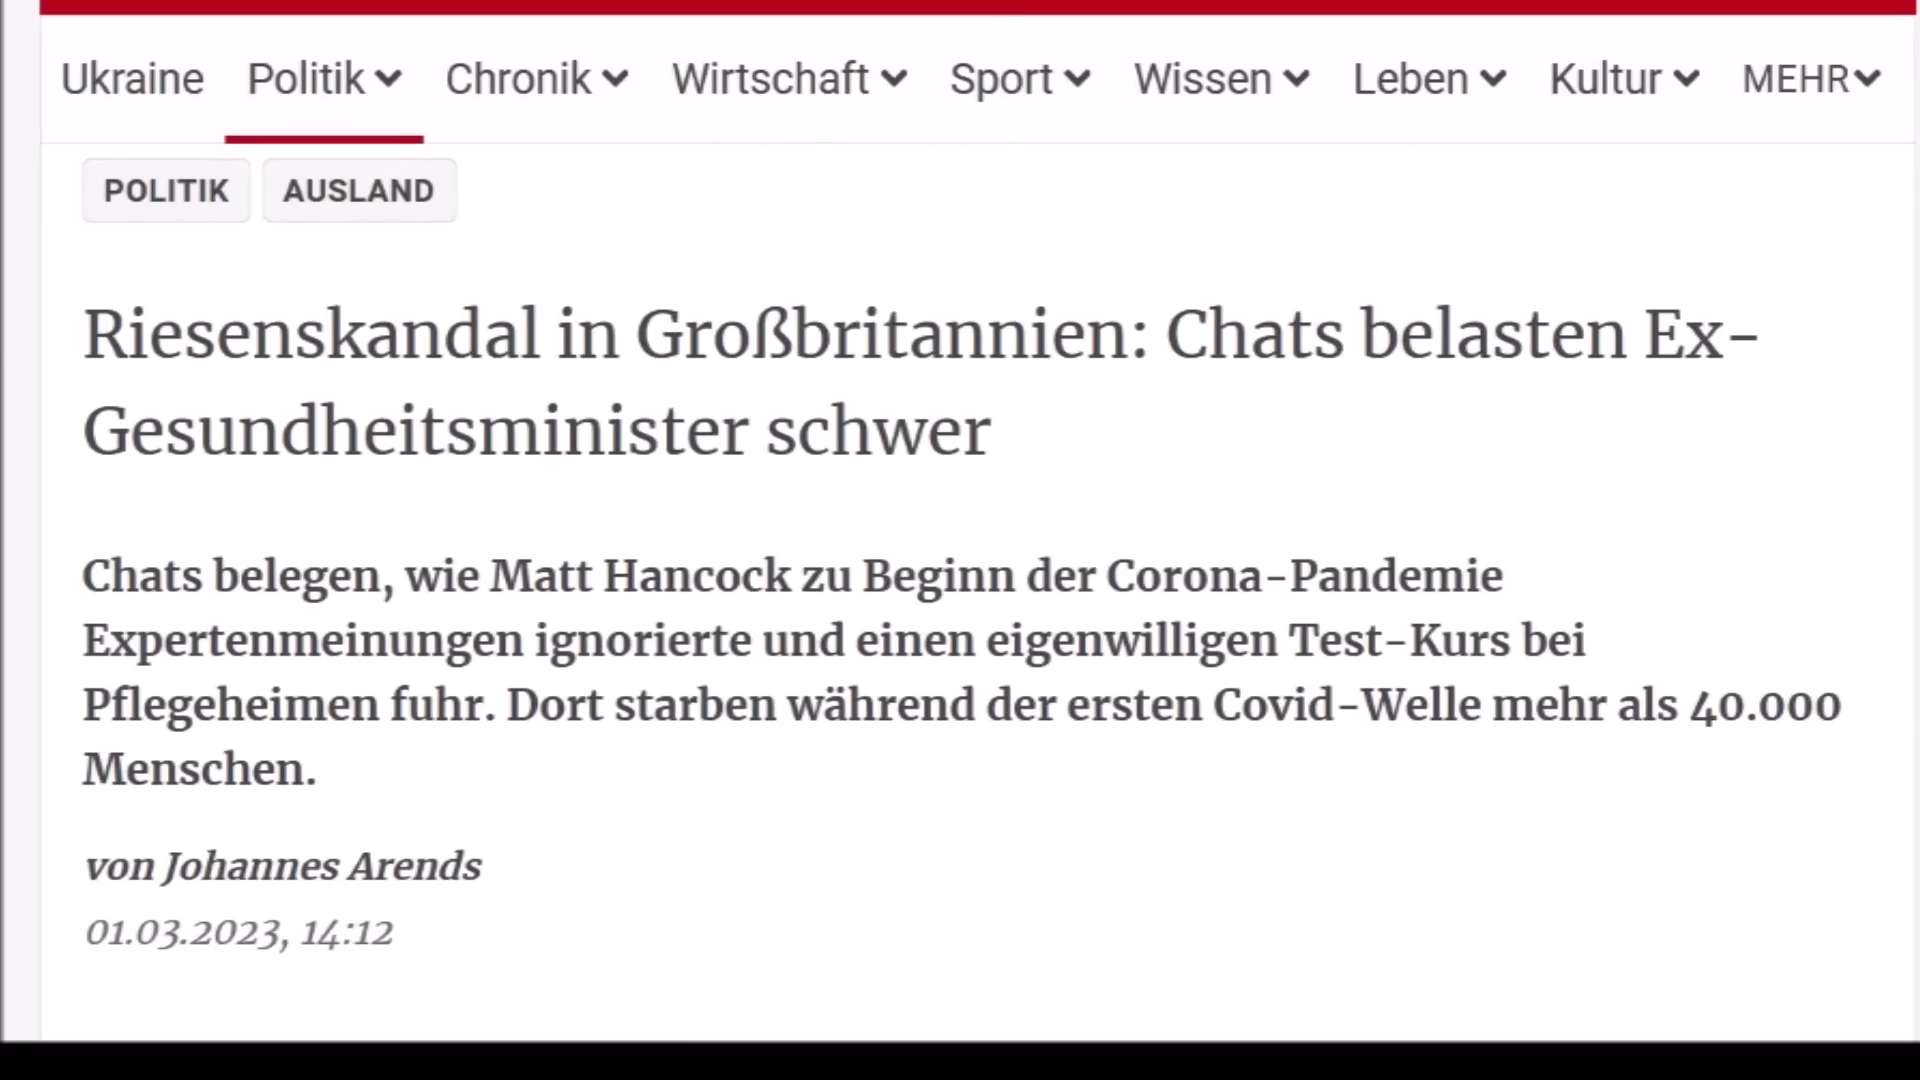 Ukraine Politik Chronik Wirtschaft Sport Wissen Leben Kultur MEHR
POLITIK AUSLAND
Riesenskandal in Großbritannien: Chats belasten Ex-
Gesundheitsminister schwer
Chats belegen, wie Matt Hancock zu Beginn der Corona-Pandemie
Expertenmeinungen ignorierte und einen eigenwilligen Test-Kurs bei
Pflegeheimen fuhr. Dort starben während der ersten Covid-Welle mehr als 40.000
Menschen.
von Johannes Arends
01.03.2023, 14:12